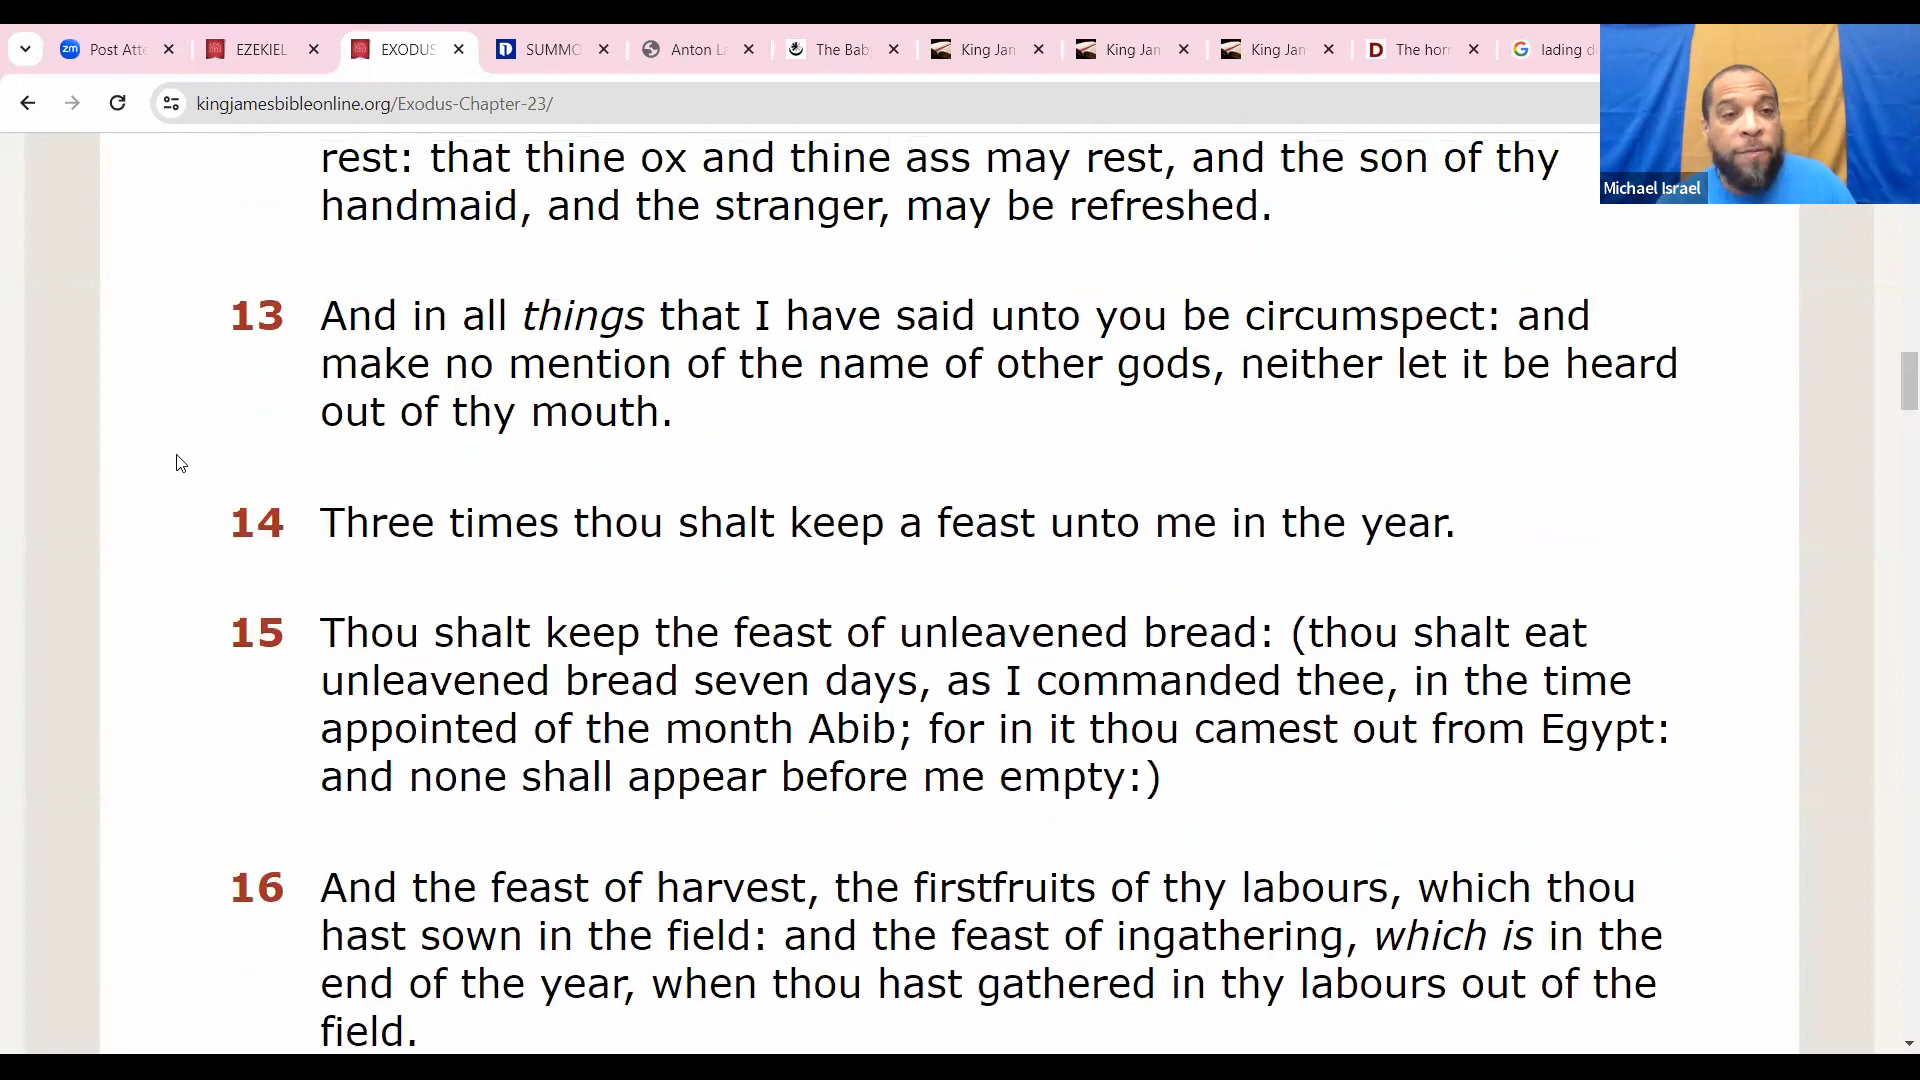 zm Post Atte
EZEKIEL
EXODUS
SUMMO
Anton La
The Bab
King Jan
King Jan
King Jan
D The horr
G lading d
kingjamesbibleonline.org/Exodus-Chapter-23/
Michael Israel
rest: that thine ox and thine ass may rest, and the son of thy
handmaid, and the stranger, may be refreshed.
13 And in all things that I have said unto you be circumspect: and
make no mention of the name of other gods, neither let it be heard
out of thy mouth.
14 Three times thou shalt keep a feast unto me in the year.
15 Thou shalt keep the feast of unleavened bread: (thou shalt eat
unleavened bread seven days, as I commanded thee, in the time
appointed of the month Abib; for in it thou camest out from Egypt:
and none shall appear before me empty:)
16 And the feast of harvest, the firstfruits of thy labours, which thou
hast sown in the field: and the feast of ingathering, which is in the
end of the year, when thou hast gathered in thy labours out of the
field.